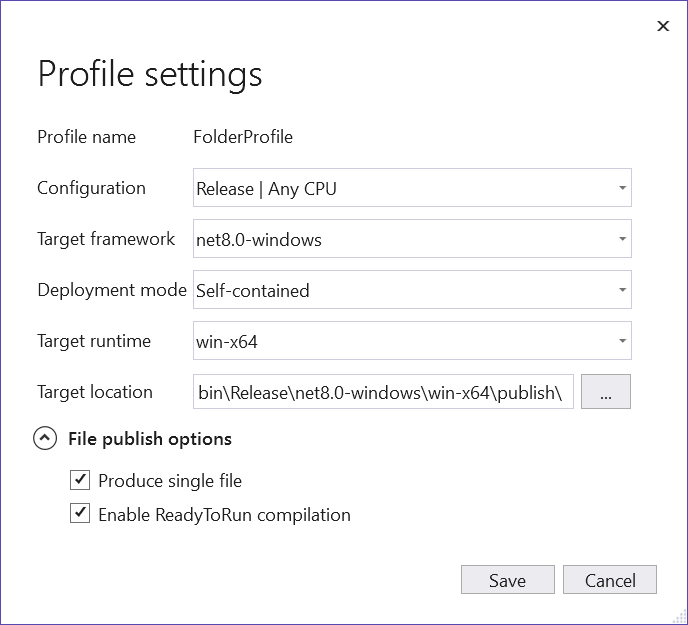 Profile settings
Profile name FolderProfile
Configuration Release | Any CPU
Target framework net8.0-windows
Deployment mode Self-contained
Target runtime win-x64
Target location bin\Release\net8.0-windows\win-x64\publish\ ...
File publish options
Produce single file
Enable ReadyToRun compilation
Save Cancel